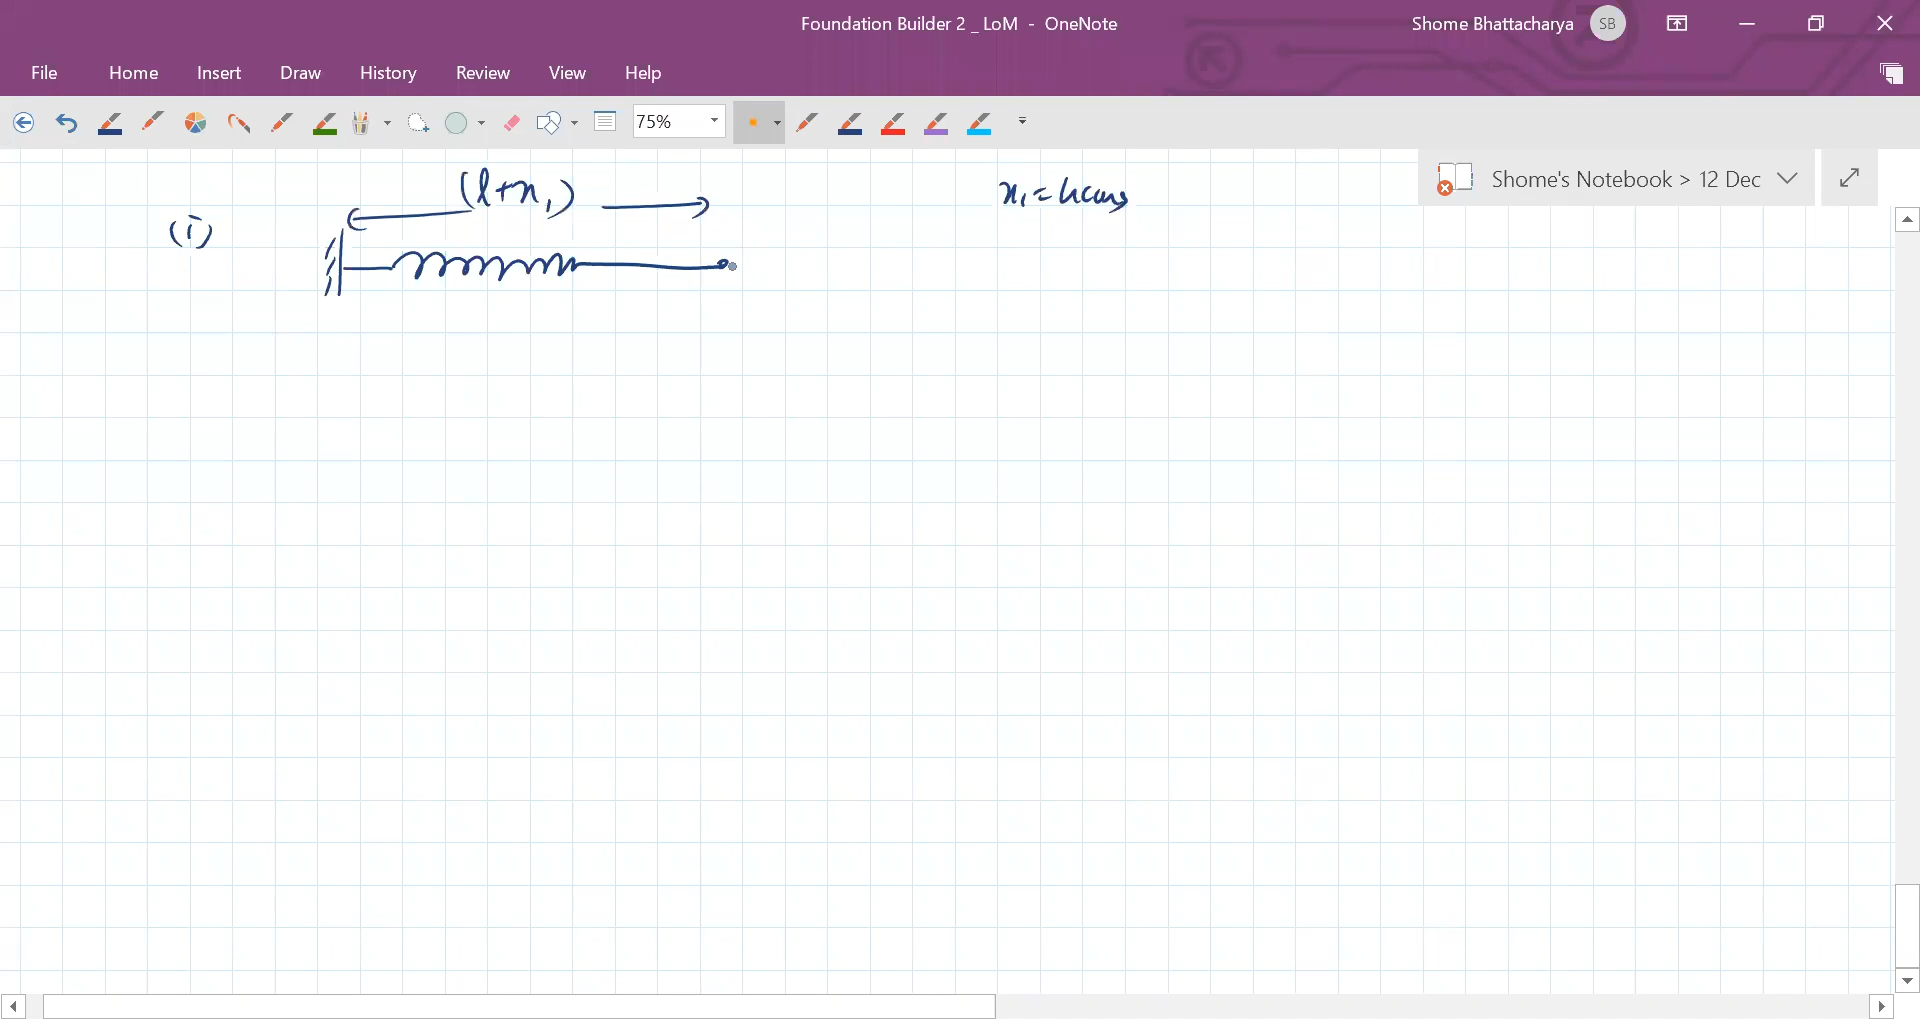 Foundation Builder 2 _ LoM - OneNote
Shome Bhattacharya SB
File Home Insert Draw History Review View Help
75%
Shome's Notebook > 12 Dec
(l+x₁)
x₁ =
(i)